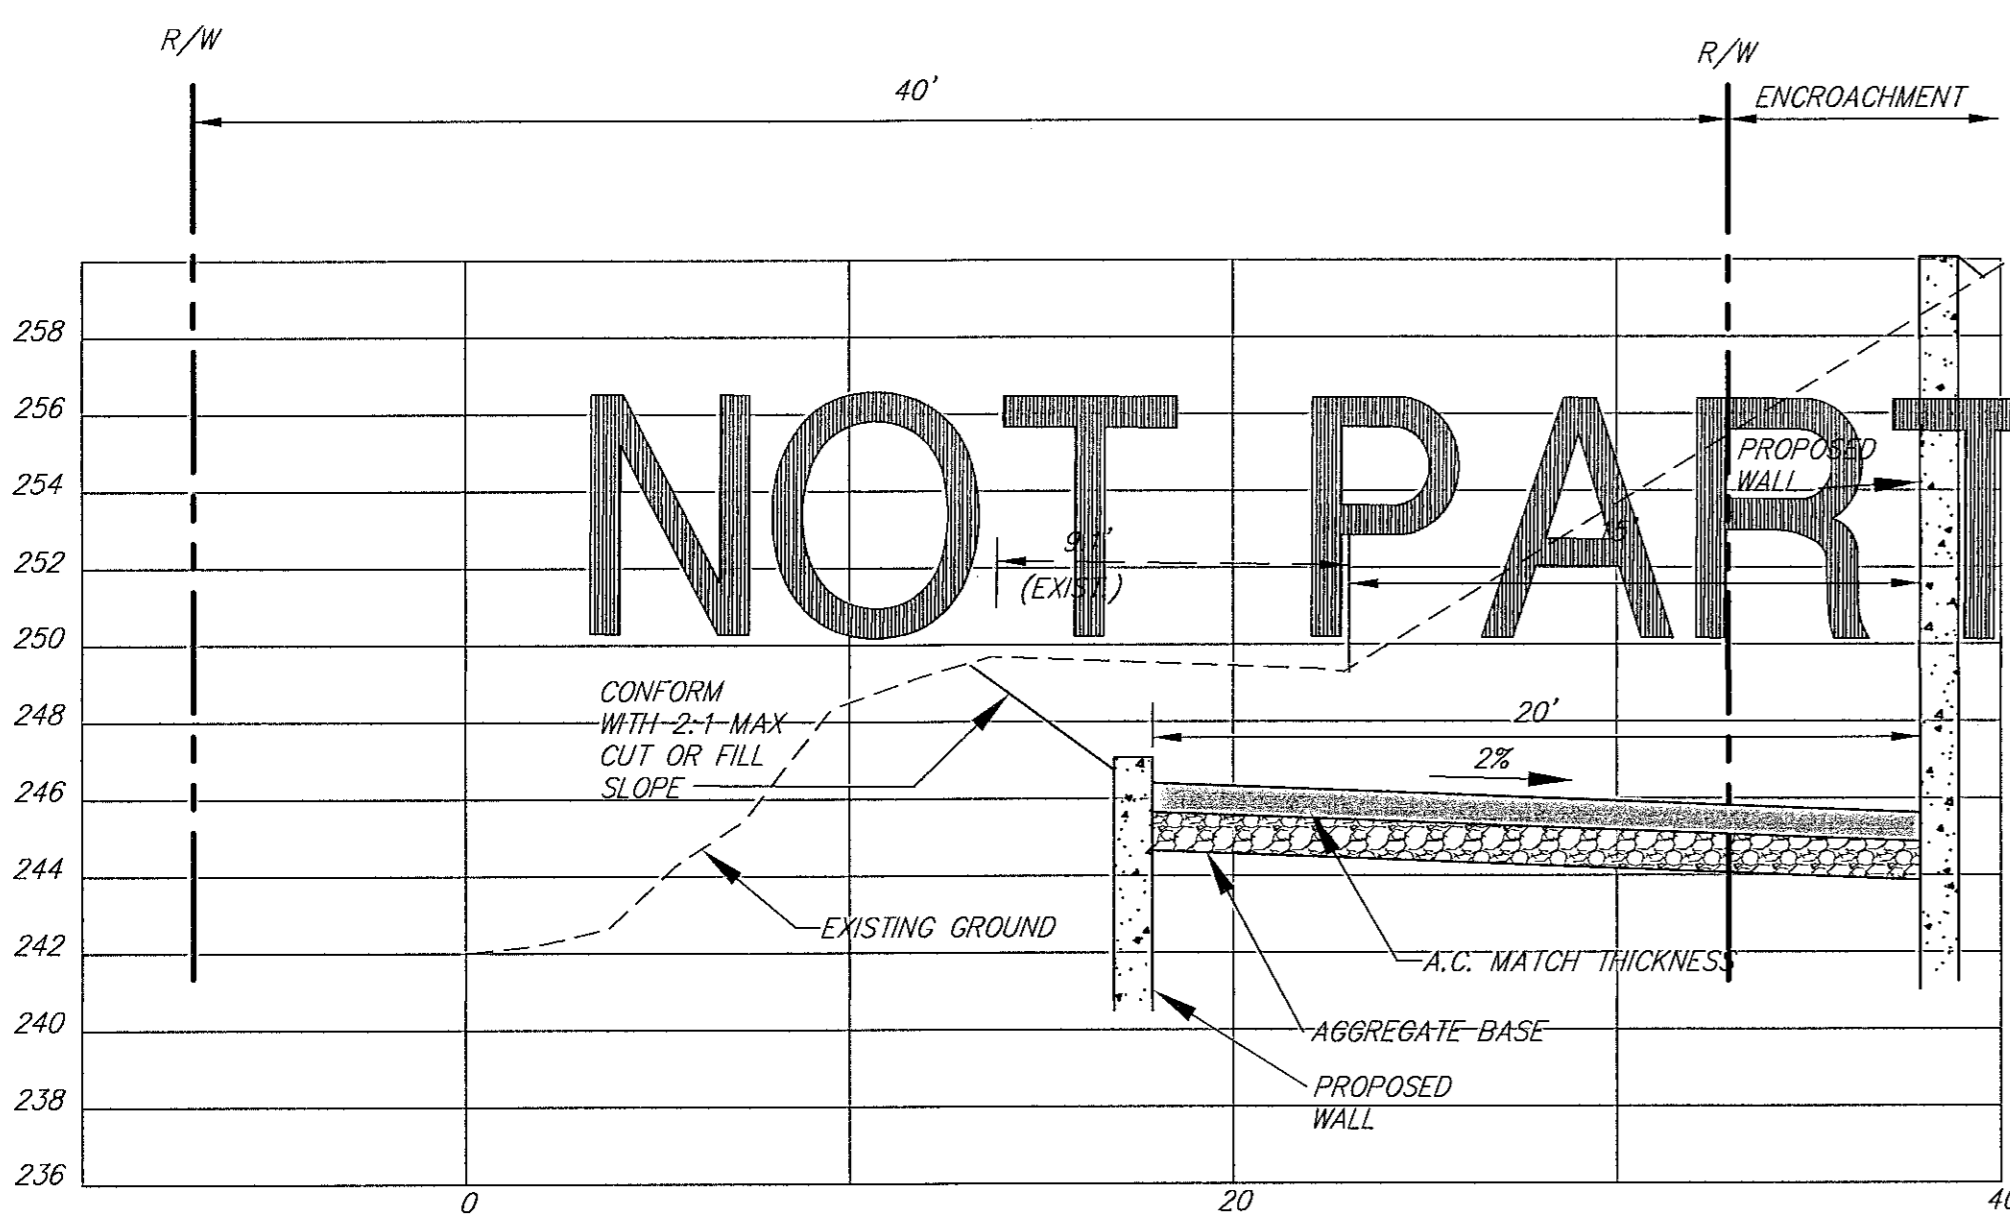 R/W
R/W
40'
ENCROACHMENT
258
256
NOT PART
PROPOSED
WALL
254
15'
9.1'
252
(EXIST.)
250
CONFORM
WITH 2:1 MAX
CUT OR FILL
SLOPE
248
20'
2%
246
244
EXISTING GROUND
242
A.C. MATCH THICKNESS
240
AGGREGATE BASE
238
PROPOSED
WALL
236
0
20
40